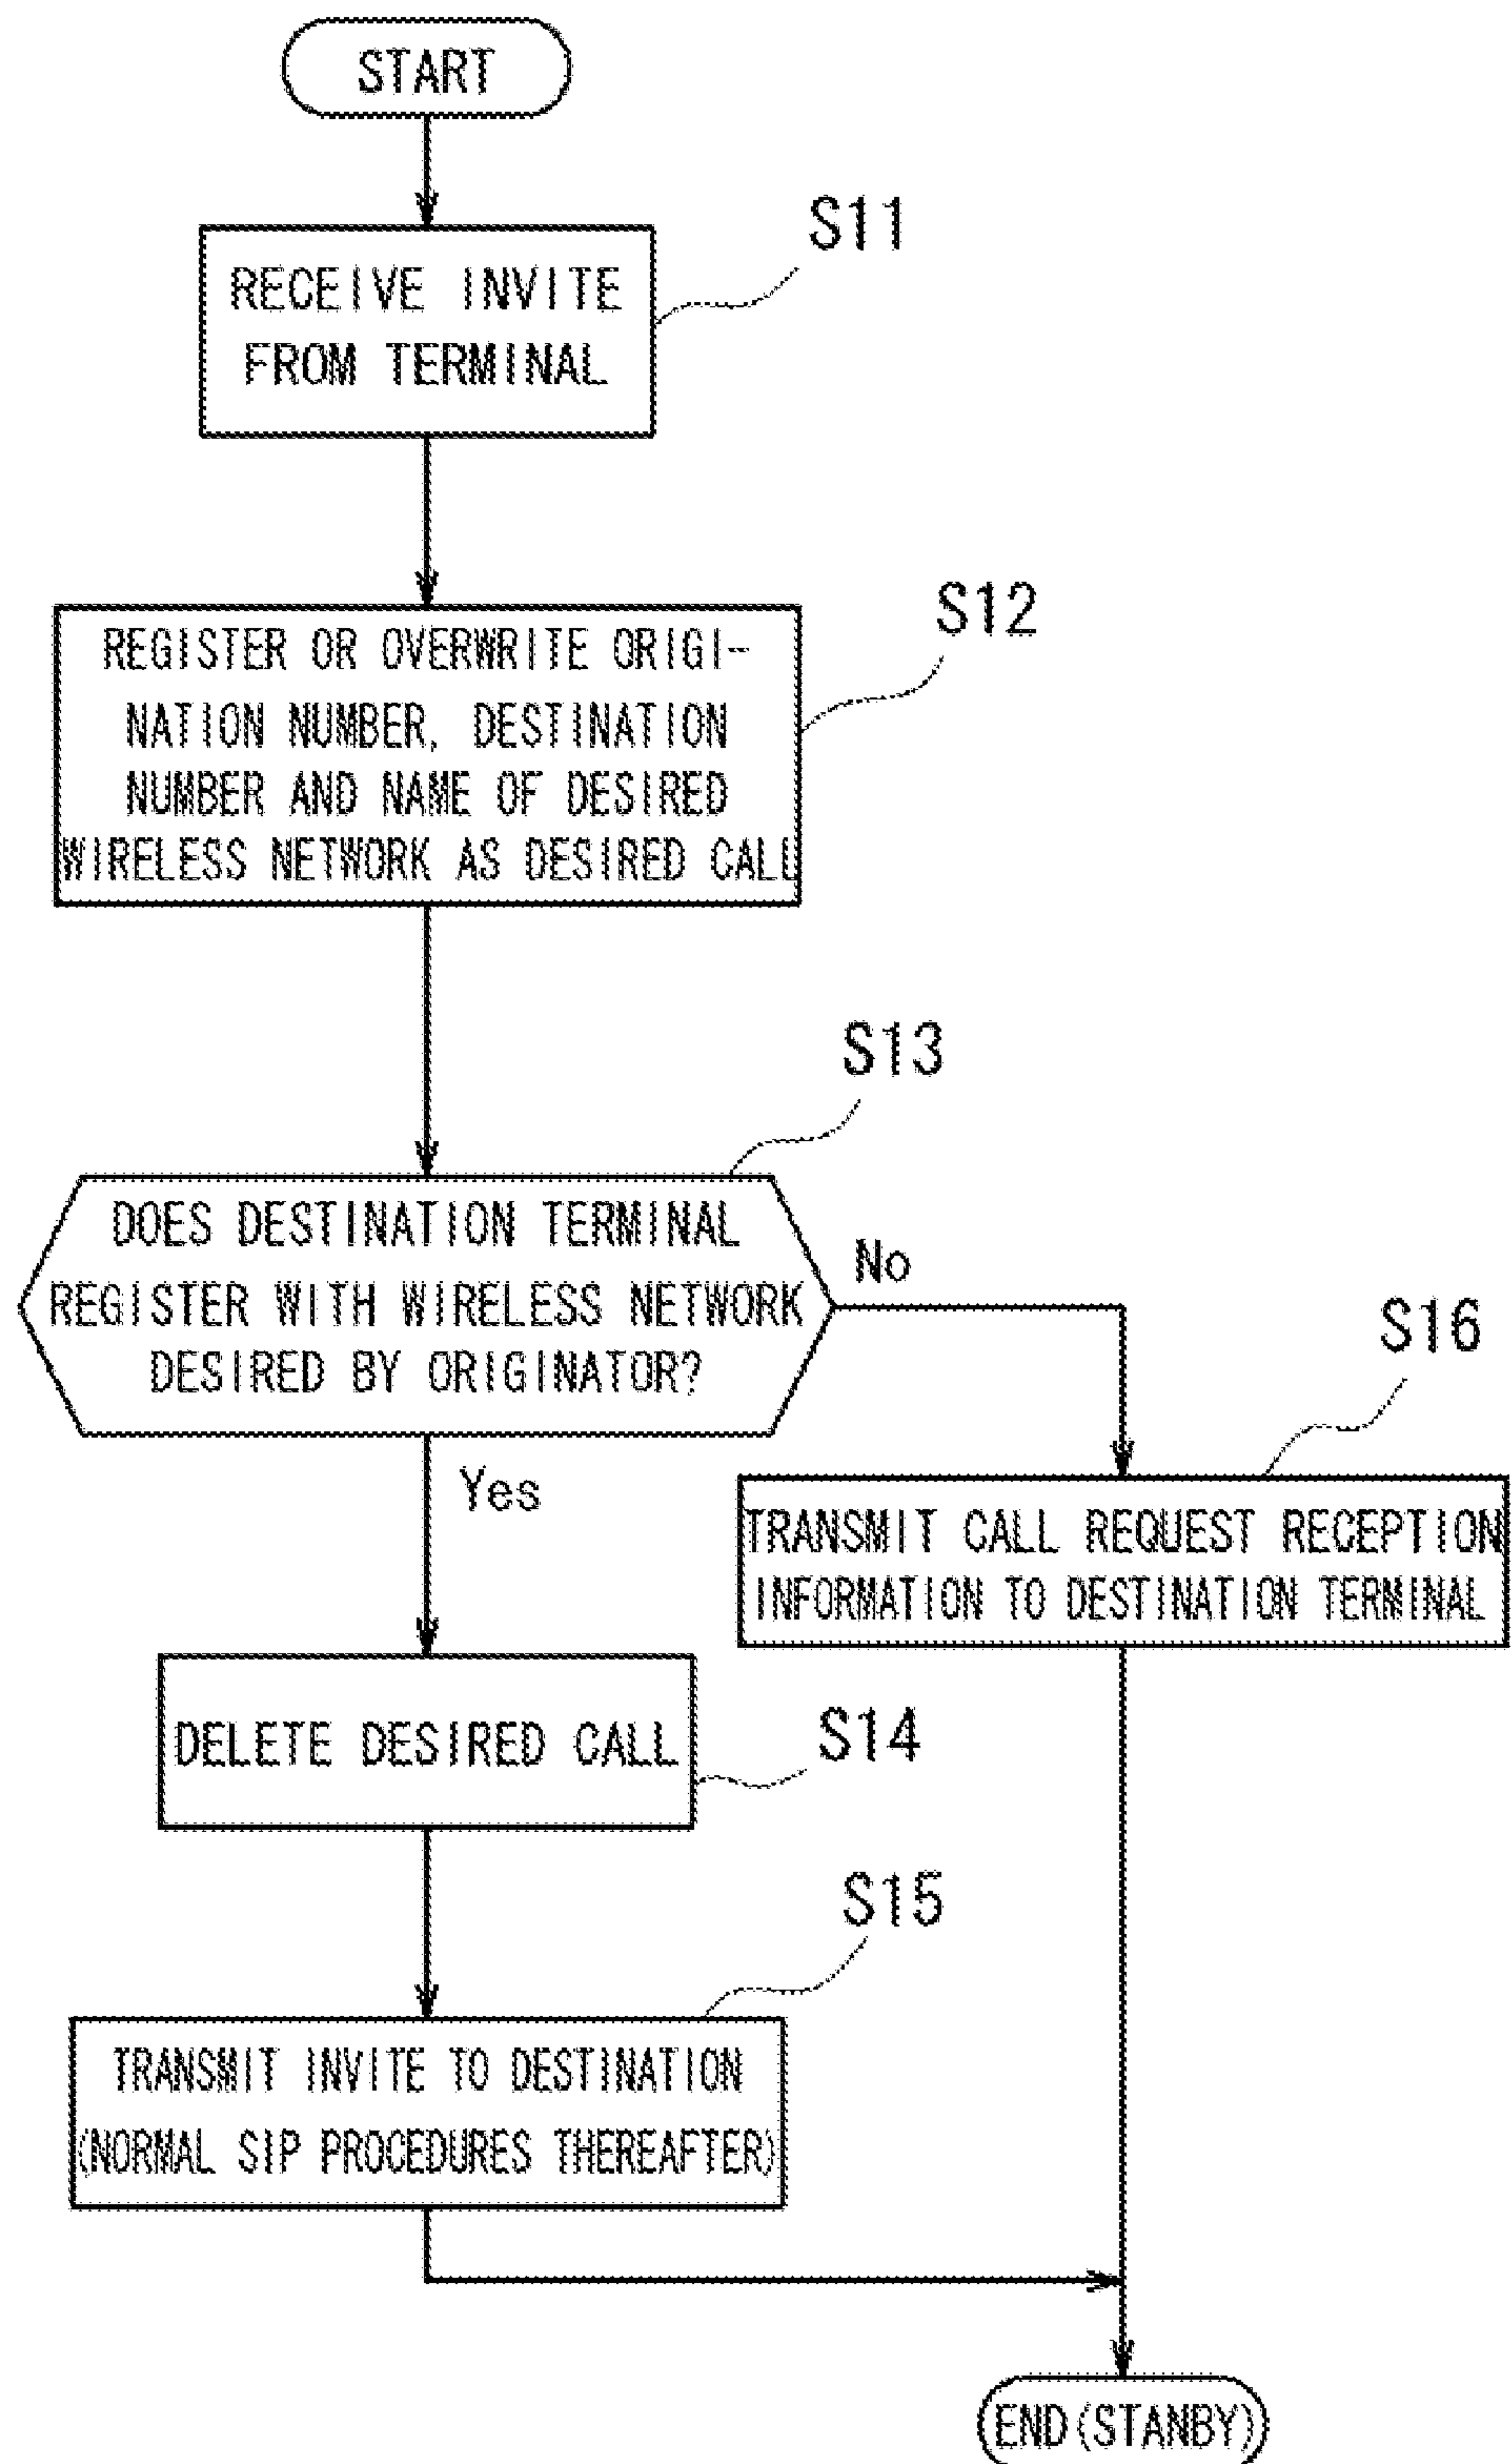 START
S11
RECEIVE INVITE
FROM TERMINAL
S12
REGISTER OR OVERWRITE ORIGI-
NATION NUMBER, DESTINATION
NUMBER AND NAME OF DESIRED
WIRELESS NETWORK AS DESIRED CALL
S13
DOES DESTINATION TERMINAL
REGISTER WITH WIRELESS NETWORK
DESIRED BY ORIGINATOR?
No
S16
Yes
TRANSMIT CALL REQUEST RECEPTION
INFORMATION TO DESTINATION TERMINAL
DELETE DESIRED CALL
S14
S15
TRANSMIT INVITE TO DESTINATION
(NORMAL SIP PROCEDURES THEREAFTER)
END(STANBY)